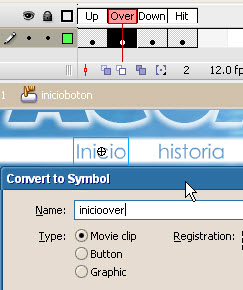 Up Over Down Hit
2 12.0 fp
1 inicioboton
Inicio historia
Convert to Symbol
Name: inicioover
Type: Movie clip Registration:
Button
Graphic